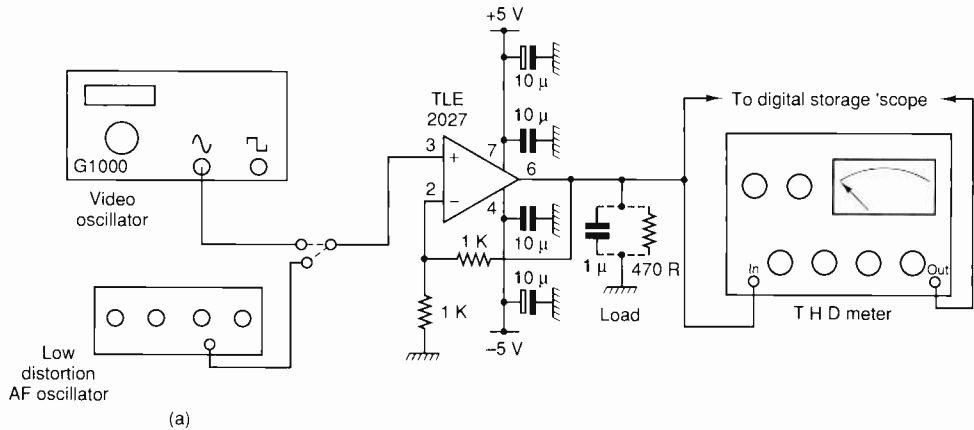 +5 V
10 µ
TLE
2027
10 µ
To digital storage 'scope
3
7
+
6
G1000
2
−
4
10 µ
Video
oscillator
1 K
1 µ
470 R
In
Out
1 K
10 µ
Load
T H D meter
−5 V
Low
distortion
AF oscillator
(a)